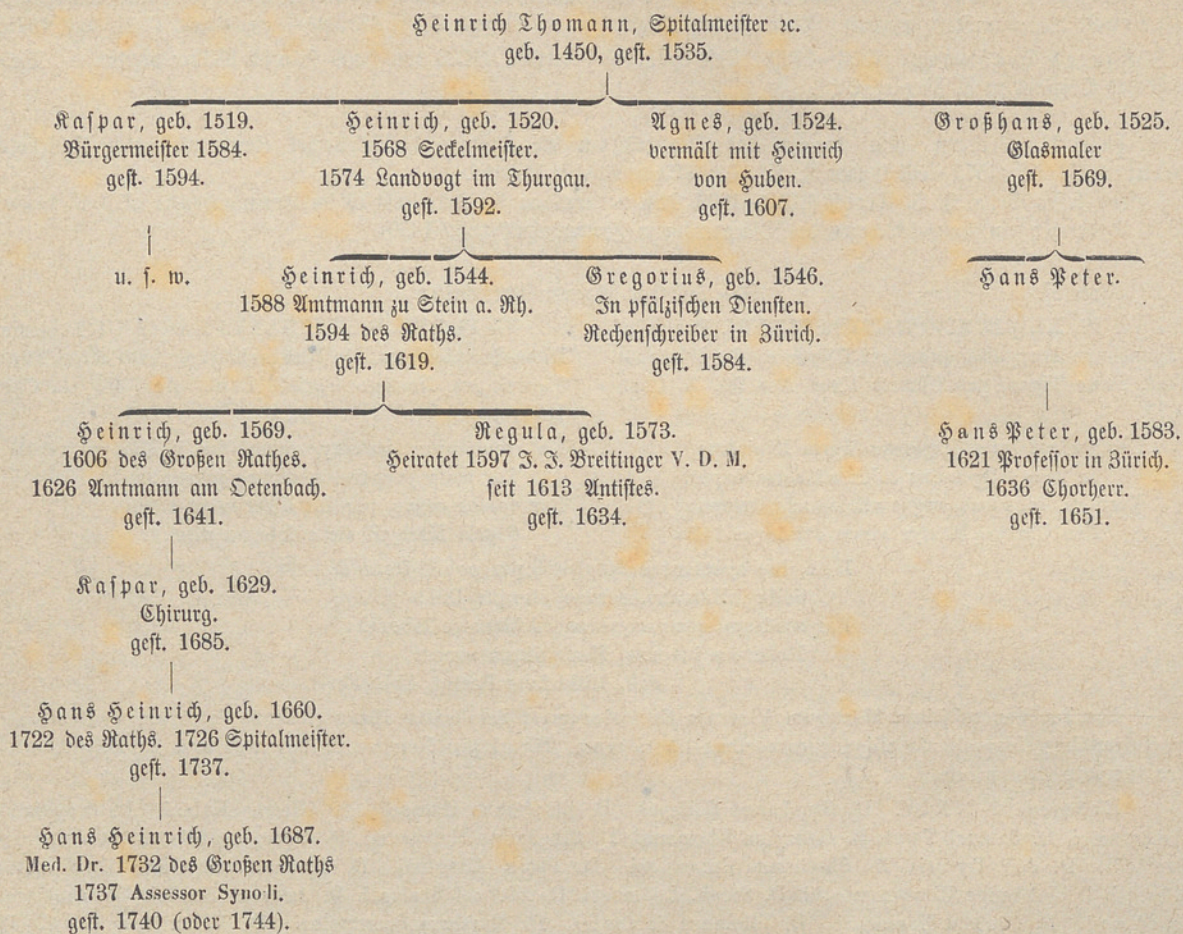 Heinrich Thomann, Spitalmeister ꝛc.
geb. 1450, gest. 1535.
Kaspar, geb. 1519.
Bürgermeister 1584.
gest. 1594.
Heinrich, geb. 1520.
1568 Seckelmeister.
1574 Landvogt im Thurgau.
gest. 1592.
Agnes, geb. 1524.
vermält mit Heinrich
von Huben.
gest. 1607.
Großhans, geb. 1525.
Glasmaler
gest. 1569.
u. s. w.
Heinrich, geb. 1544.
1588 Amtmann zu Stein a. Rh.
1594 des Raths.
gest. 1619.
Gregorius, geb. 1546.
In pfälzischen Diensten.
Rechenschreiber in Zürich.
gest. 1584.
Hans Peter.
Heinrich, geb. 1569.
1606 des Großen Rathes.
1626 Amtmann am Oetenbach.
gest. 1641.
Regula, geb. 1573.
Heiratet 1597 J. J. Breitinger V. D. M.
seit 1613 Antistes.
gest. 1634.
Hans Peter, geb. 1583.
1621 Professor in Zürich.
1636 Chorherr.
gest. 1651.
Kaspar, geb. 1629.
Chirurg.
gest. 1685.
Hans Heinrich, geb. 1660.
1722 des Raths. 1726 Spitalmeister.
gest. 1737.
Hans Heinrich, geb. 1687.
Med. Dr. 1732 des Großen Raths
1737 Assessor Synodi.
gest. 1740 (oder 1744).